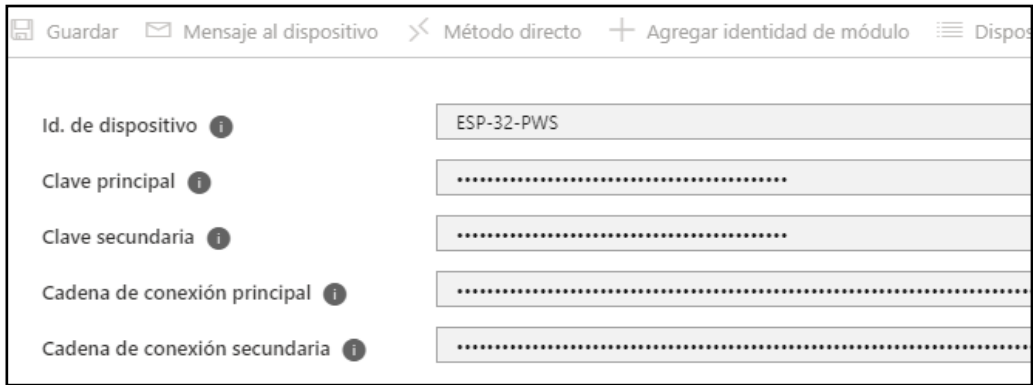 Guardar Mensaje al dispositivo Método directo Agregar identidad de módulo Dispos
Id. de dispositivo ESP-32-PWS
Clave principal ••••••••••••••••••••••••••••••••••••••••••••
Clave secundaria ••••••••••••••••••••••••••••••••••••••••••••
Cadena de conexión principal
Cadena de conexión secundaria